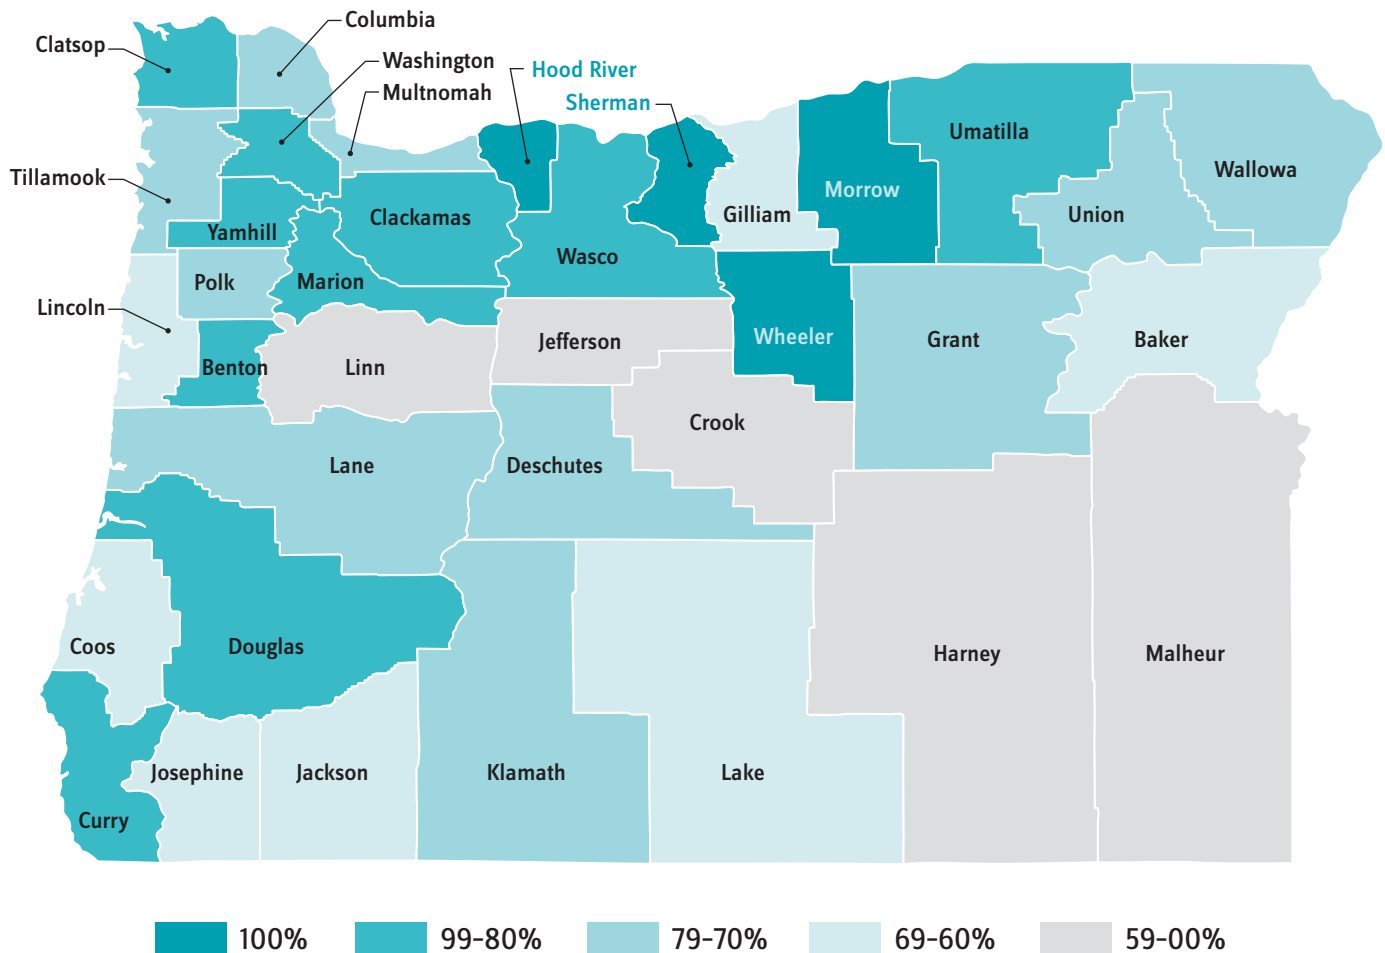 Columbia
Clatsop
Washington
Hood River
Multnomah
Sherman
Umatilla
Wallowa
Tillamook
Morrow
Gilliam
Union
Clackamas
Yamhill
Wasco
Polk
Marion
Lincoln
Jefferson
Wheeler
Grant
Baker
Benton
Linn
Crook
Lane
Deschutes
Coos
Douglas
Harney
Malheur
Josephine
Jackson
Klamath
Lake
Curry
100%
99-80%
79-70%
69-60%
59-00%